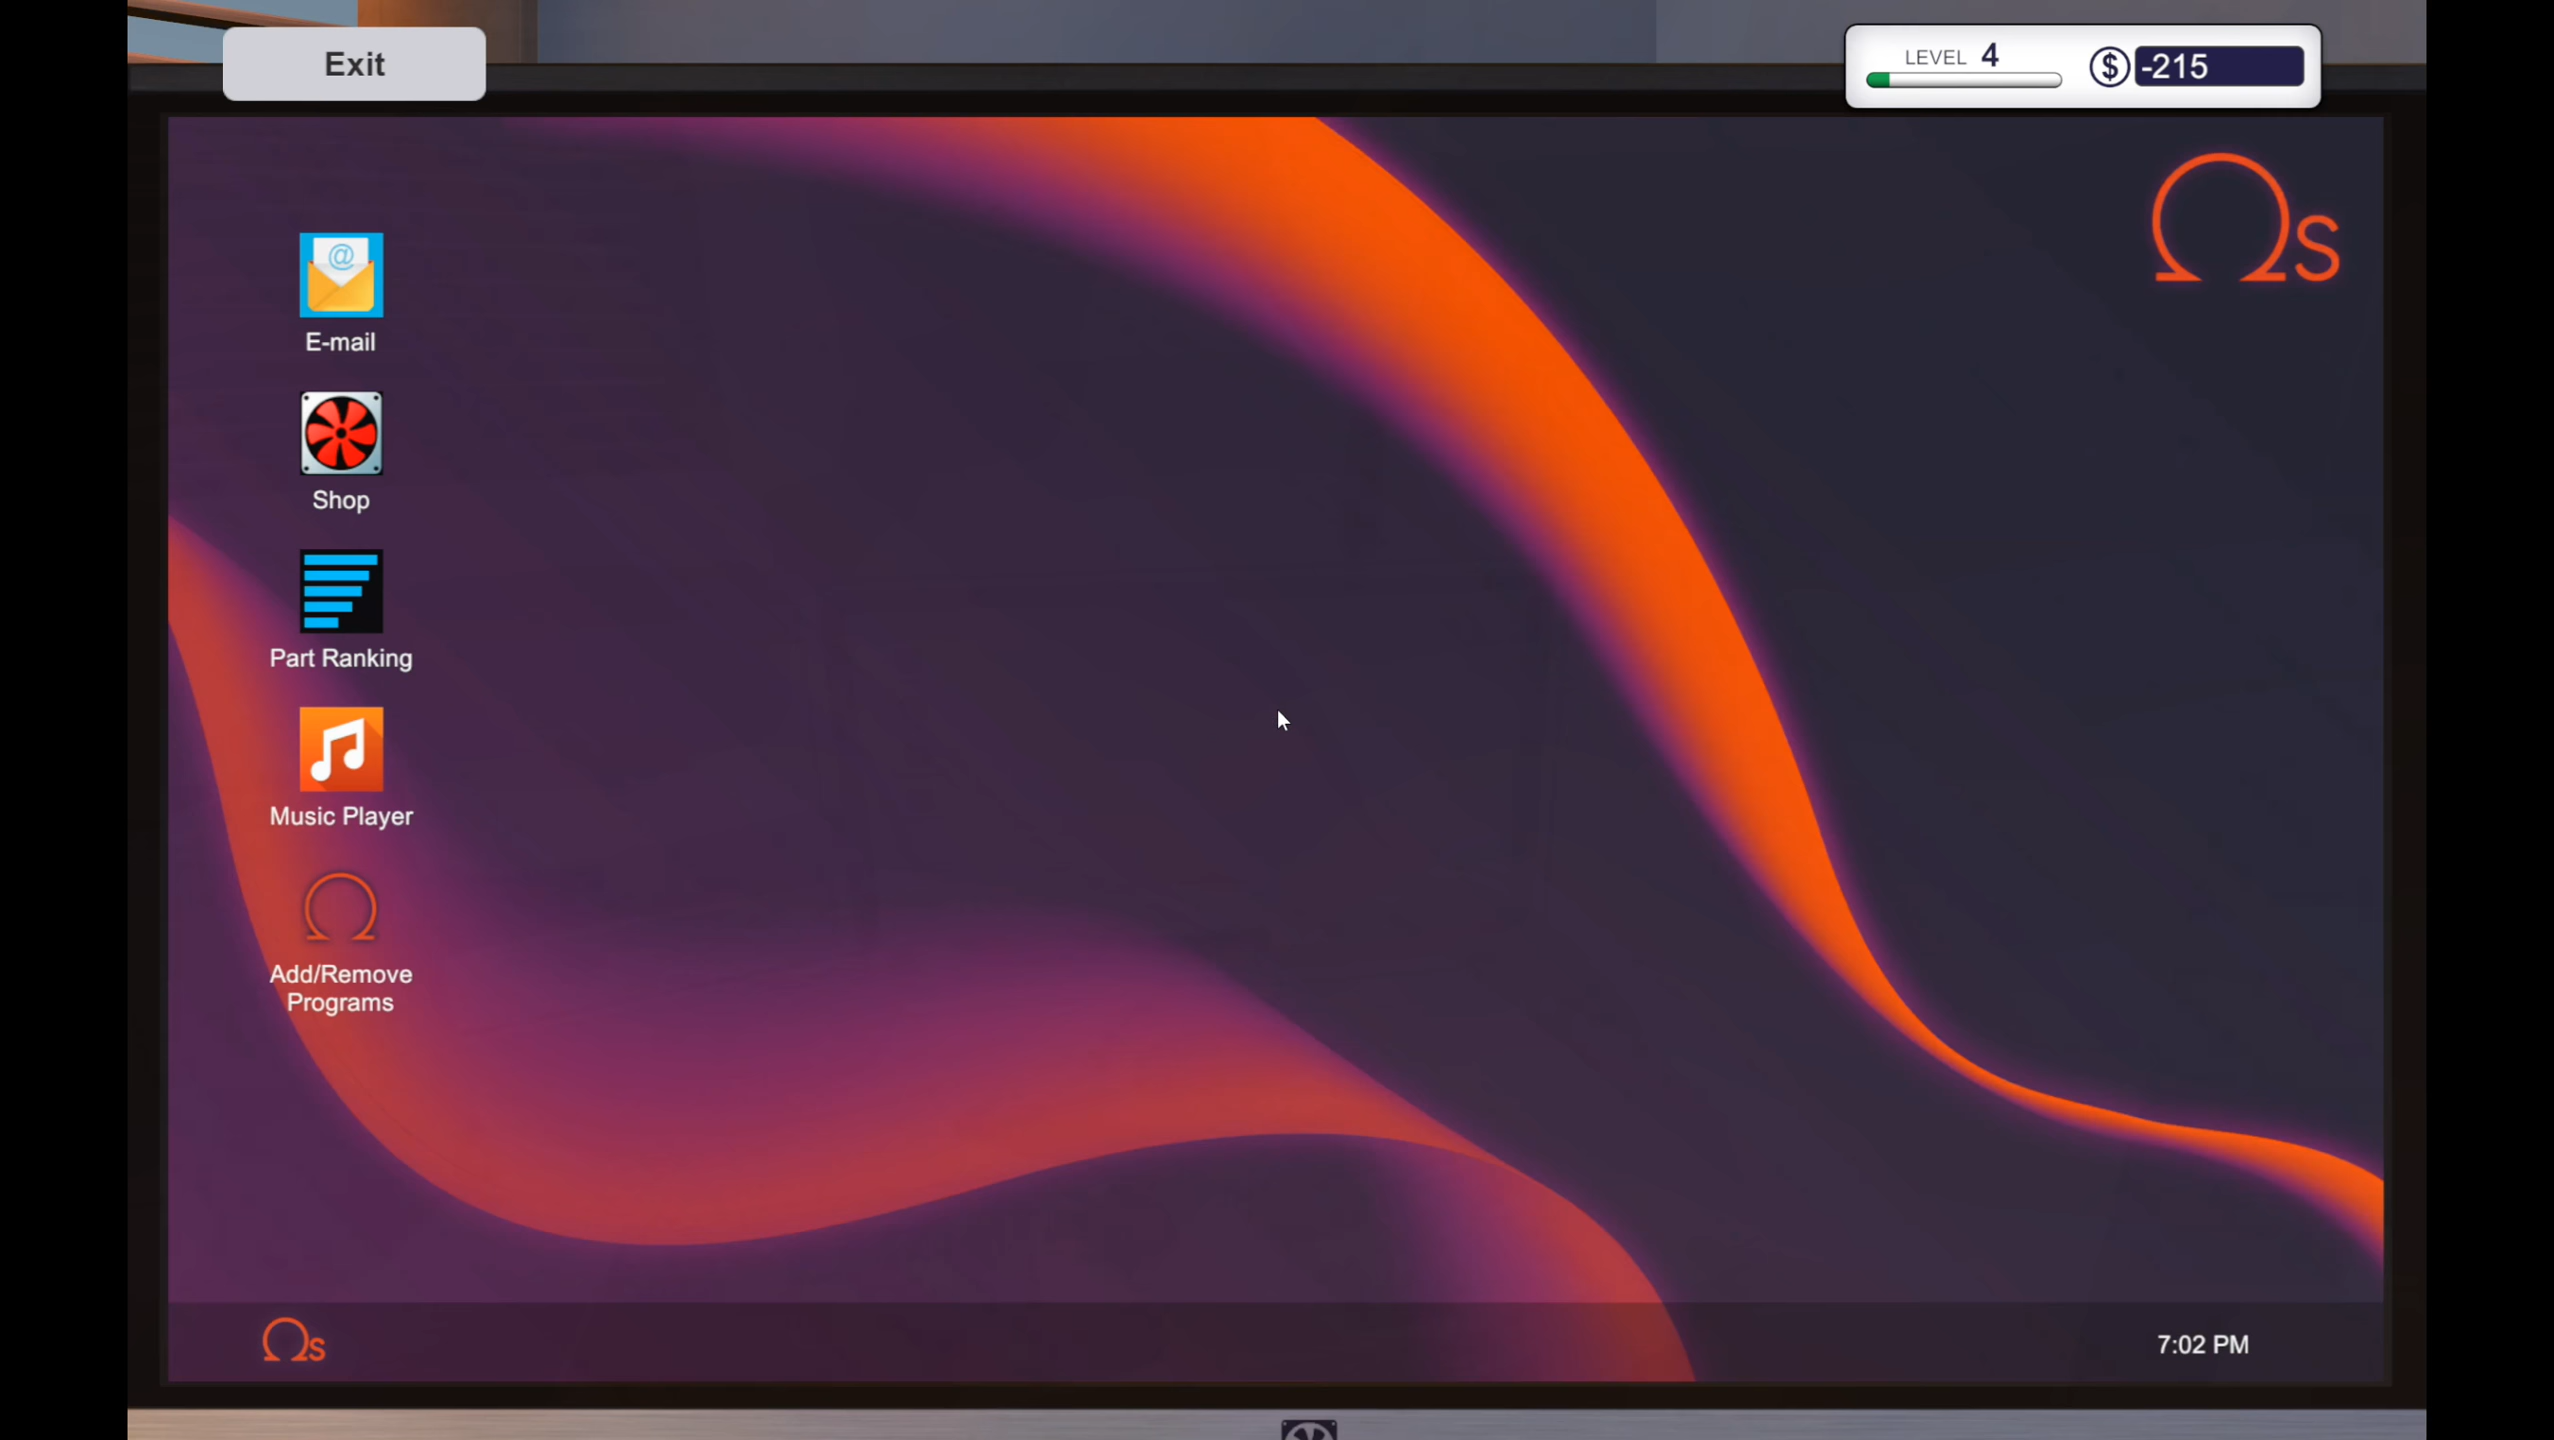 Exit
LEVEL 4
$ -215
Ωs
E-mail
Shop
Part Ranking
Music Player
Add/Remove
Programs
Ωs
7:02 PM